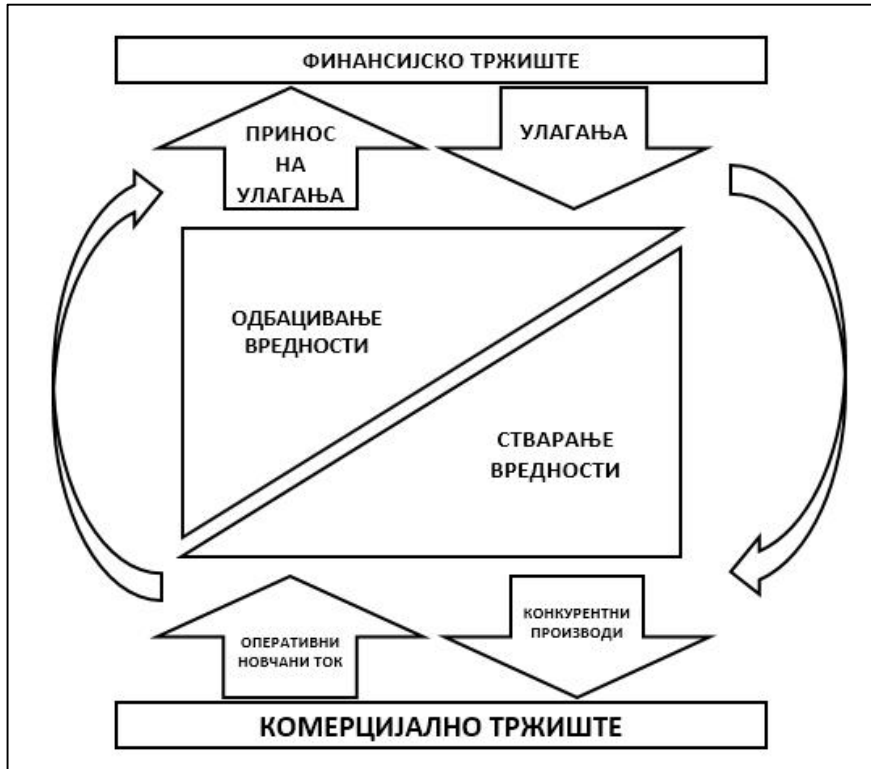 ФИНАНСИЈСКО ТРЖИШТЕ
ПРИНОС
НА
УЛАГАЊА
УЛАГАЊА
ОДБАЦИВАЊЕ
ВРЕДНОСТИ
СТВАРАЊЕ
ВРЕДНОСТИ
ОПЕРАТИВНИ
НОВЧАНИ ТОК
КОНКУРЕНТНИ
ПРОИЗВОДИ
КОМЕРЦИЈАЛНО ТРЖИШТЕ